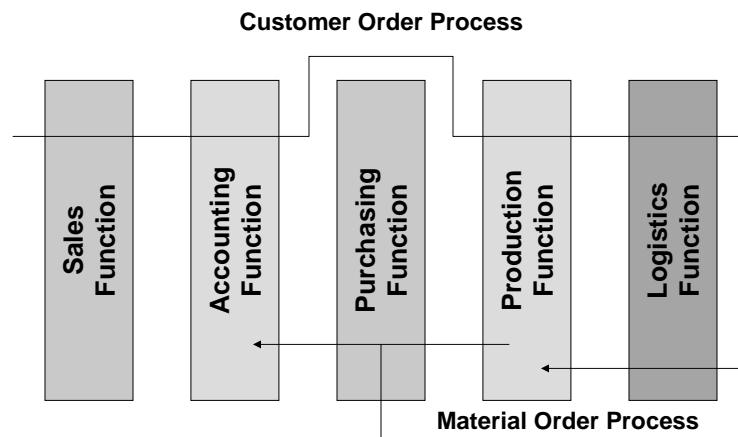 Customer Order Process
Sales
Function
Accounting
Function
Purchasing
Function
Production
Function
Logistics
Function
Material Order Process